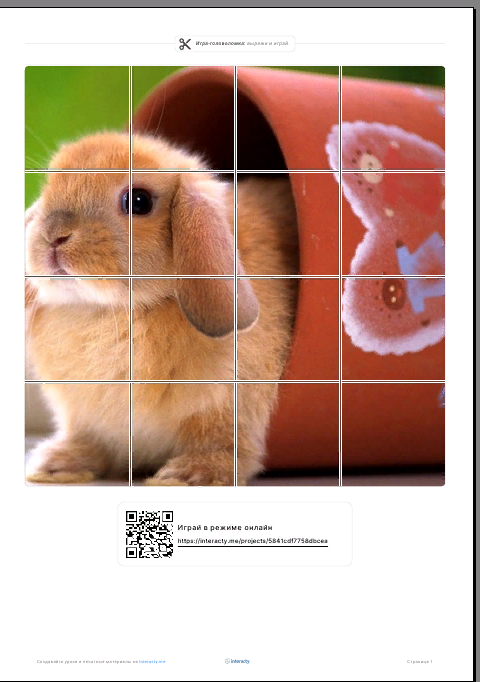 Игра-головоломка: вырежи и играй
Играй в режиме онлайн
https://interacty.me/projects/5841cdf7758dbcea
Создавайте уроки и печатные материалы на interacty.me
interacty
Страница 1